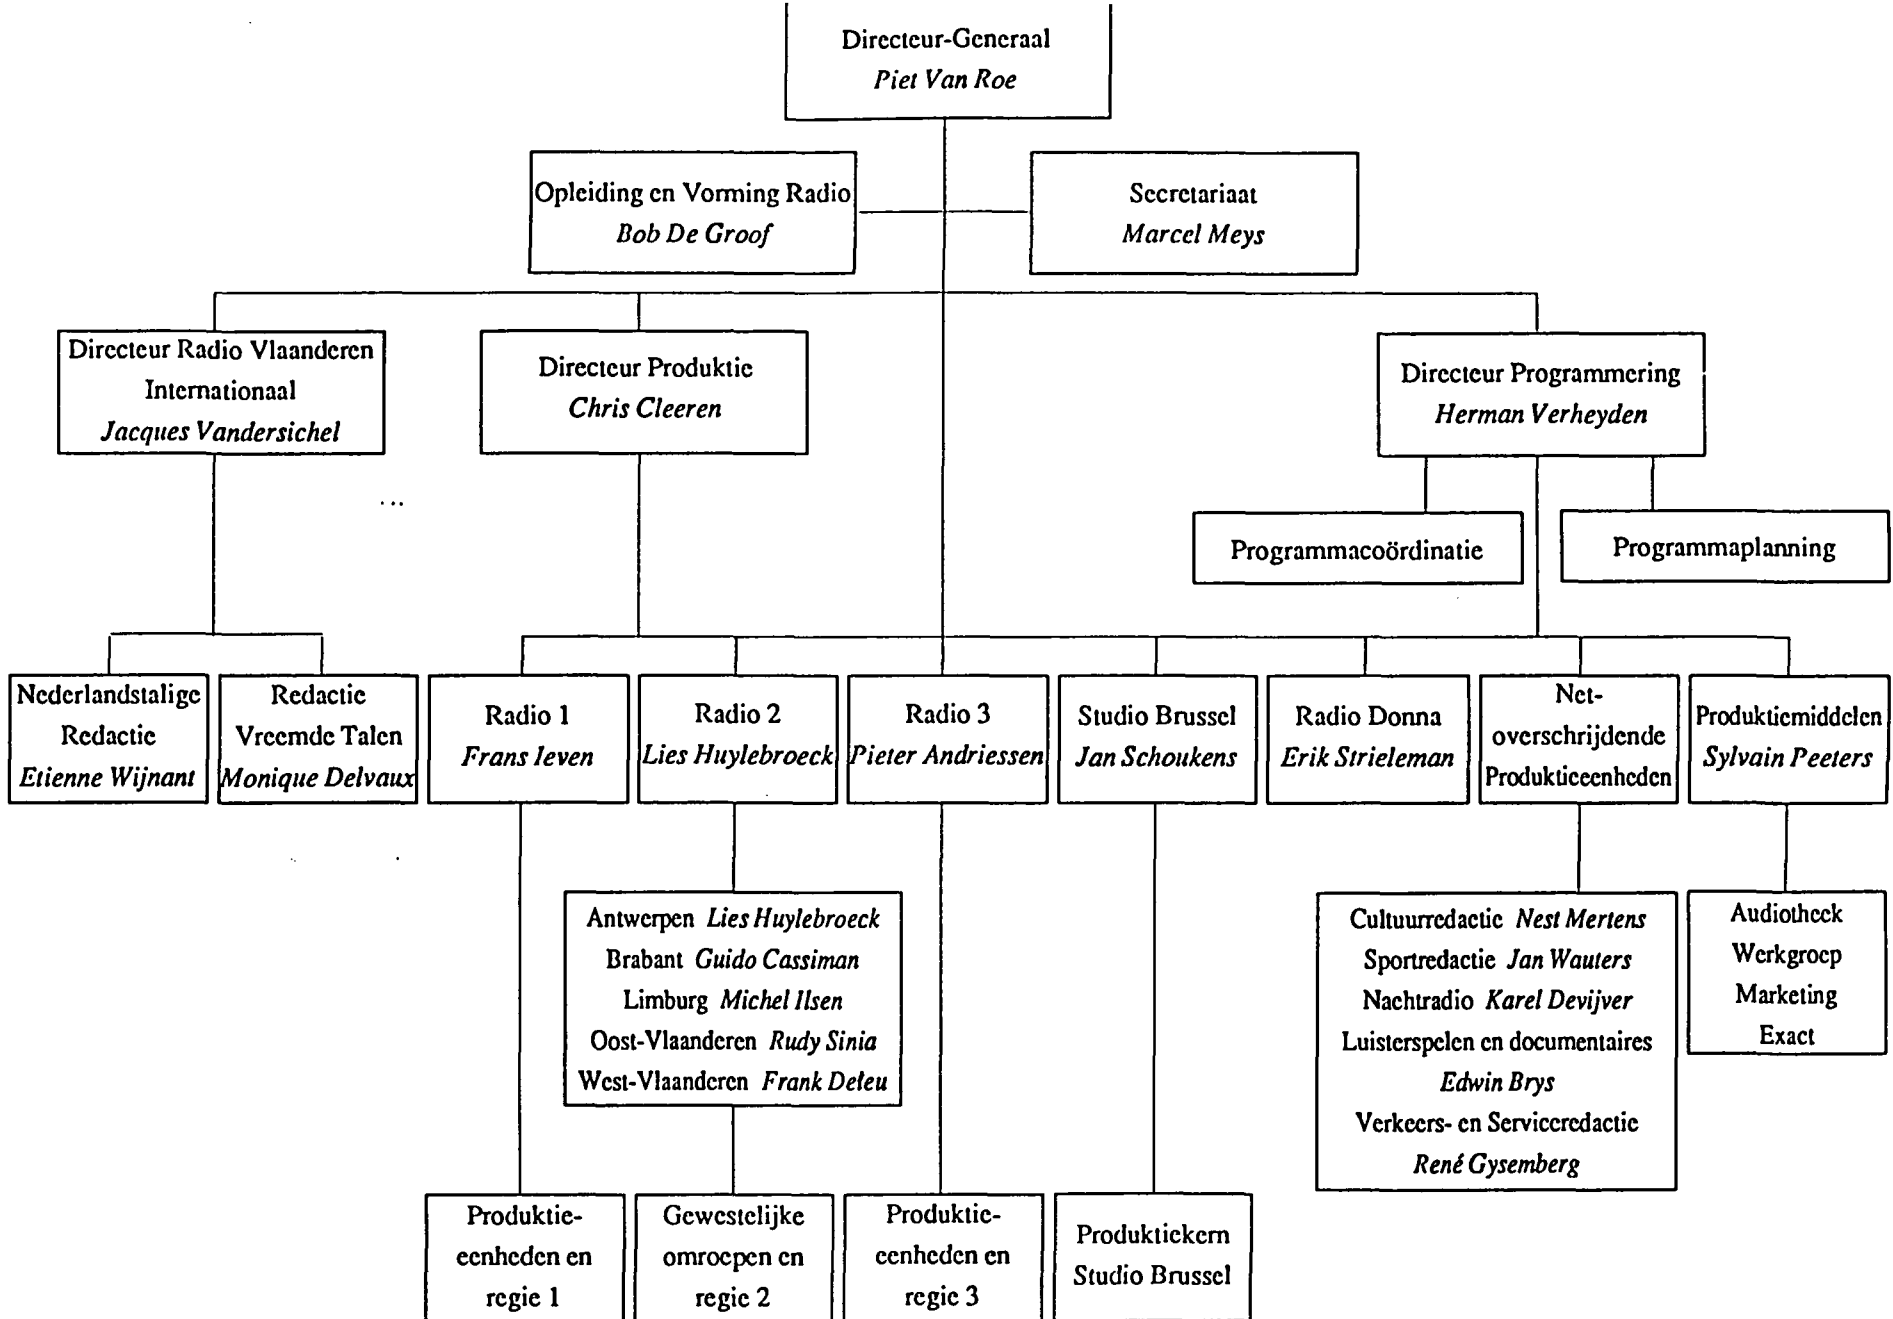 Directeur-Generaal
Piet Van Roe
Opleiding en Vorming Radio
Bob De Groof
Secretariaat
Marcel Meys
Directeur Radio Vlaanderen
Internationaal
Jacques Vandersichel
Directeur Produktie
Chris Cleeren
Directeur Programmering
Herman Verheyden
...
Programmacoördinatie
Programmaplanning
Nederlandstalige
Redactie
Etienne Wijnant
Redactie
Vreemde Talen
Monique Delvaux
Radio 1
Frans Ieven
Radio 2
Lies Huylebroeck
Radio 3
Pieter Andriessen
Studio Brussel
Jan Schoukens
Radio Donna
Erik Strieleman
Net-
overschrijdende
Produktieeenheden
Produktiemiddelen
Sylvain Peeters
Antwerpen Lies Huylebroeck
Brabant Guido Cassiman
Limburg Michel Ilsen
Oost-Vlaanderen Rudy Sinia
West-Vlaanderen Frank Deteu
Cultuurredactie Nest Mertens
Sportredactie Jan Wauters
Nachtradio Karel Devijver
Luisterspelen en documentaires
Edwin Brys
Verkeers- en Serviceredactie
René Gysemberg
Audiotheek
Werkgroep
Marketing
Exact
Produktie-
eenheden en
regie 1
Gewestelijke
omroepen en
regie 2
Produktie-
eenheden en
regie 3
Produktiekern
Studio Brussel